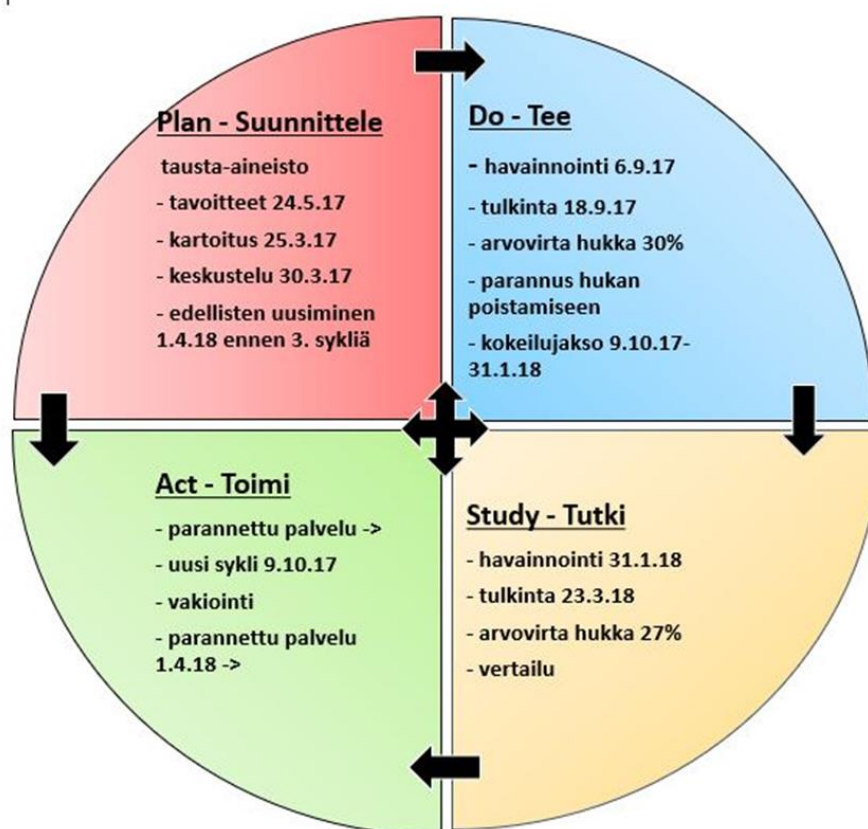 Plan - Suunnittele
tausta-aineisto
- tavoitteet 24.5.17
- kartoitus 25.3.17
- keskustelu 30.3.17
- edellisten uusiminen
1.4.18 ennen 3. sykliä
Do - Tee
- havainnointi 6.9.17
- tulkinta 18.9.17
- arvovirta hukka 30%
- parannus hukan
poistamiseen
- kokeilujakso 9.10.17-
31.1.18
Act - Toimi
- parannettu palvelu ->
- uusi sykli 9.10.17
- vakiointi
- parannettu palvelu
1.4.18 ->
Study - Tutki
- havainnointi 31.1.18
- tulkinta 23.3.18
- arvovirta hukka 27%
- vertailu